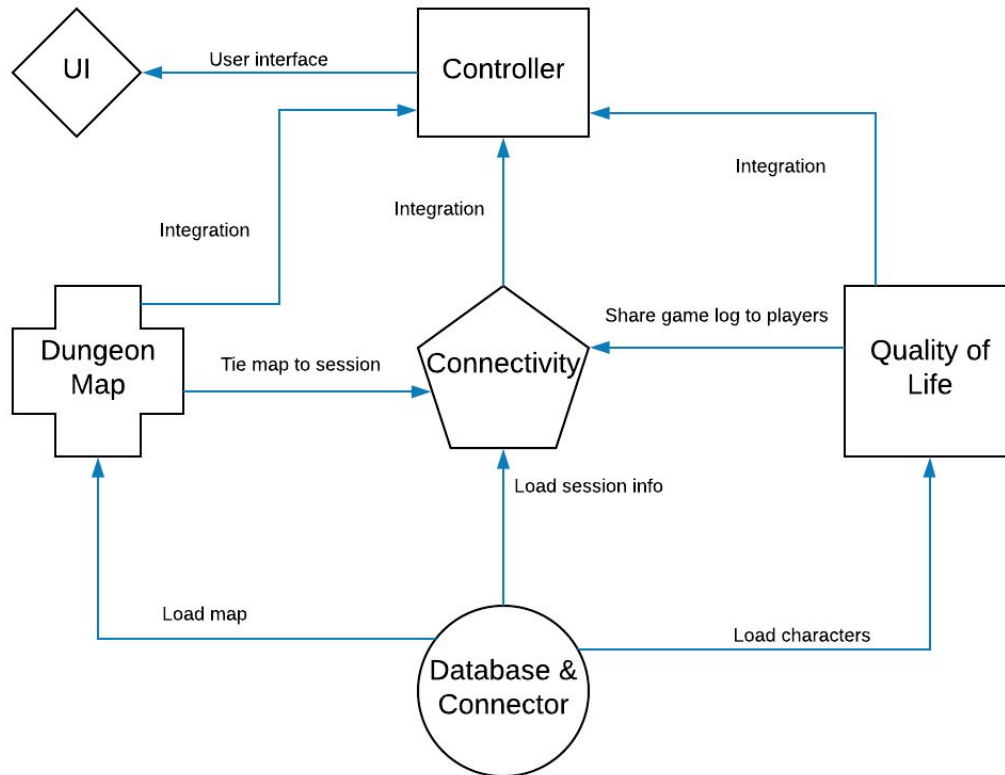 UI
User interface
Controller
Integration
Integration
Integration
Dungeon
Map
Tie map to session
Connectivity
Share game log to players
Quality of
Life
Load session info
Load map
Load characters
Database &
Connector